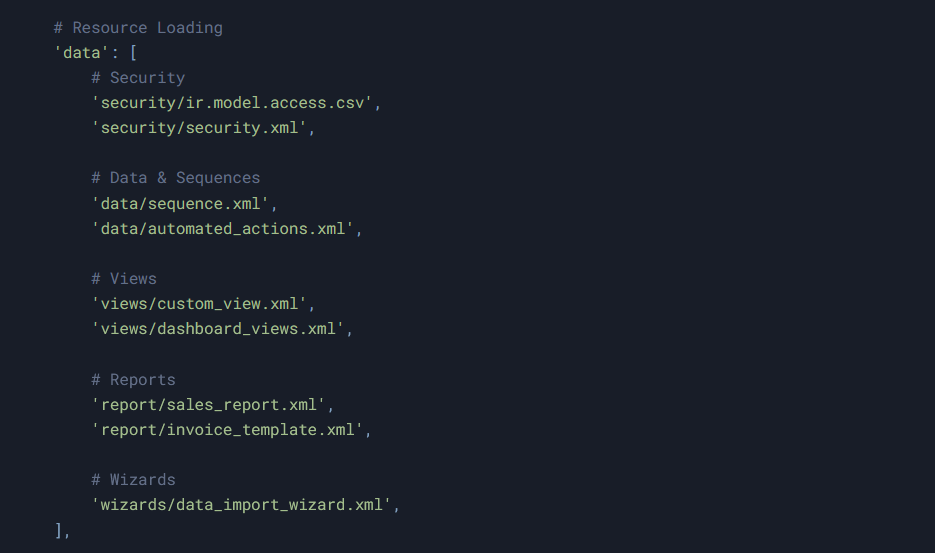 # Resource Loading
'data': [
# Security
'security/ir.model.access.csv',
'security/security.xml',
# Data & Sequences
'data/sequence.xml',
'data/automated_actions.xml',
# Views
'views/custom_view.xml',
'views/dashboard_views.xml',
# Reports
'report/sales_report.xml',
'report/invoice_template.xml',
# Wizards
'wizards/data_import_wizard.xml',
],